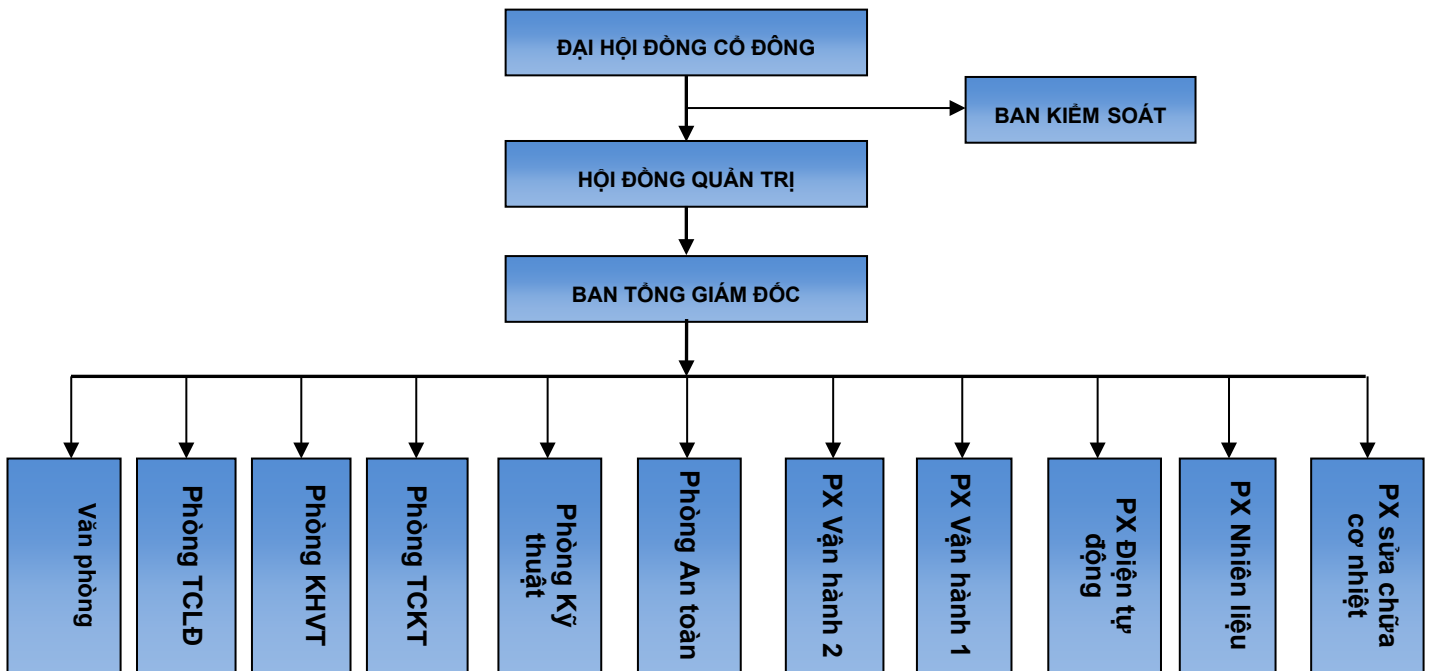 ĐẠI HỘI ĐỒNG CỔ ĐÔNG
BAN KIỂM SOÁT
HỘI ĐỒNG QUẢN TRỊ
BAN TỔNG GIÁM ĐỐC
Văn phòng
Phòng TCLĐ
Phòng KHVT
Phòng TCKT
Phòng Kỹ
thuật
Phòng An toàn
PX Vận hành 2
PX Vận hành 1
PX Điện tự
động
PX Nhiên liệu
PX sửa chữa
cơ nhiệt